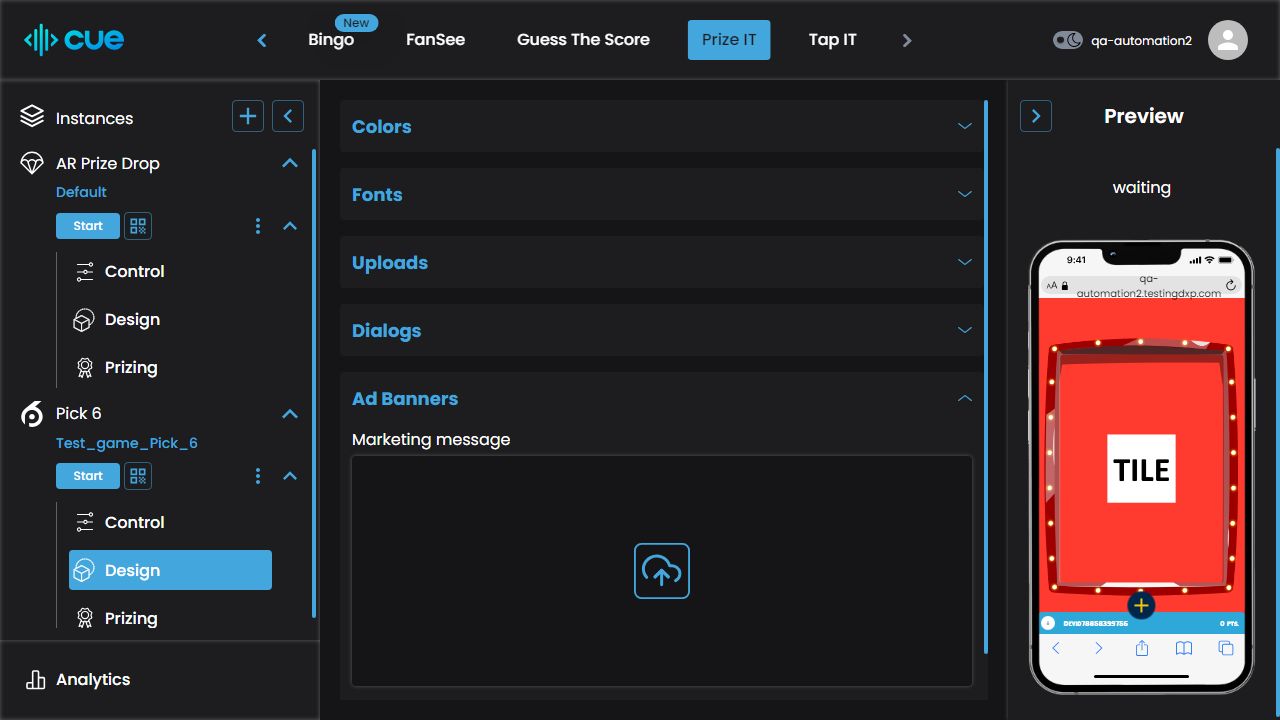 cue
New
Bingo
FanSee
Guess The Score
Prize IT
Tap IT
qa-automation2
Instances
AR Prize Drop
Default
Start
Control
Design
Prizing
Pick 6
Test_game_Pick_6
Start
Control
Design
Prizing
Analytics
Colors
Fonts
Uploads
Dialogs
Ad Banners
Marketing message
Preview
waiting
9:41
AA
qa-
automation2.testingdxp.com
TILE
0 PTS.